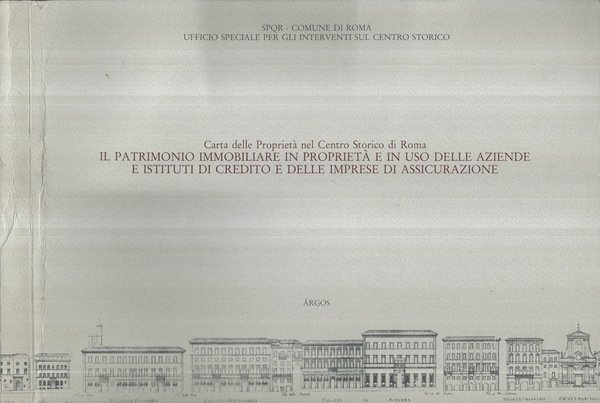 SPQR - COMUNE DI ROMA
UFFICIO SPECIALE PER GLI INTERVENTI SUL CENTRO STORICO
Carta delle Proprietà nel Centro Storico di Roma
IL PATRIMONIO IMMOBILIARE IN PROPRIETÀ E IN USO DELLE AZIENDE
E ISTITUTI DI CREDITO E DELLE IMPRESE DI ASSICURAZIONE
ÁRGOS